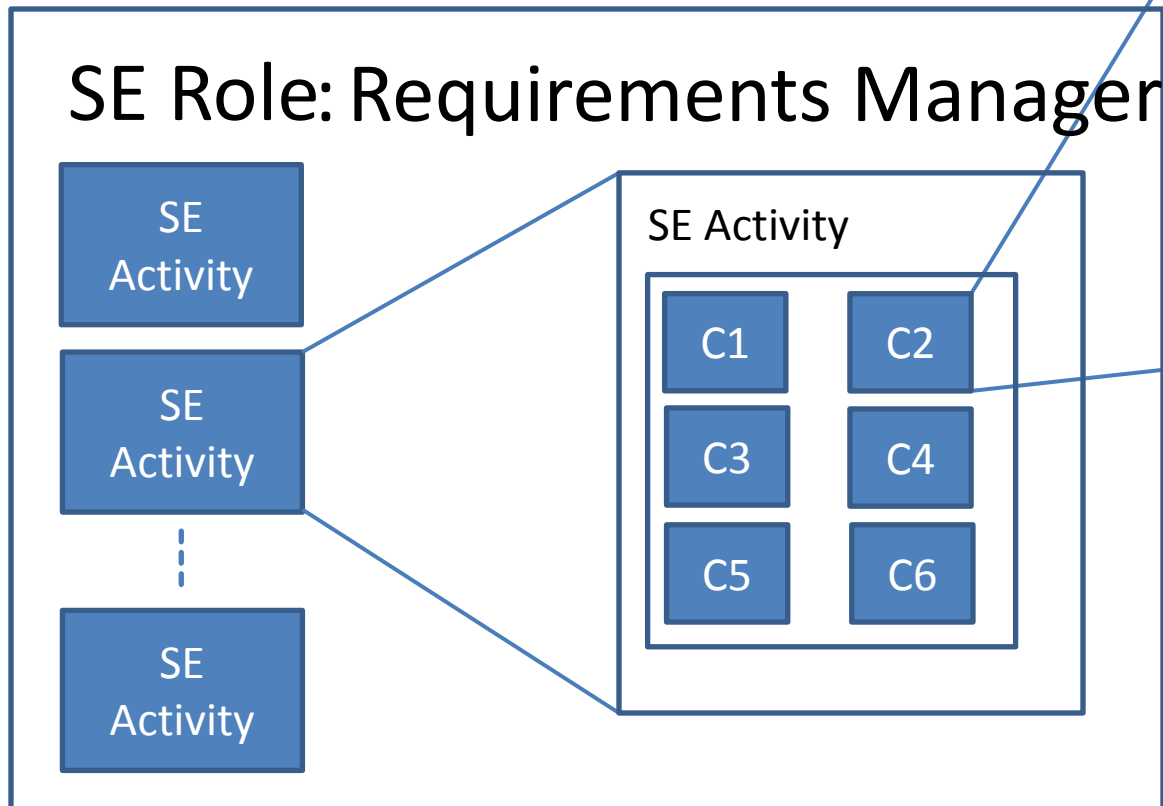 SE Role: Requirements Manager
SE
Activity
SE
Activity
SE
Activity
SE Activity
C1
C2
C3
C4
C5
C6